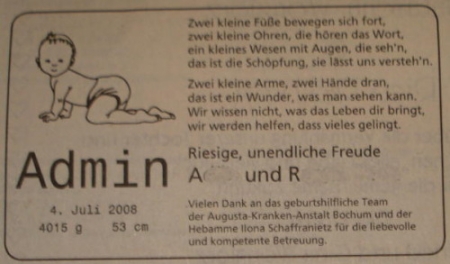 Zwei kleine Füße bewegen sich fort,
zwei kleine Ohren, die hören das Wort,
ein kleines Wesen mit Augen, die seh'n,
das ist die Schöpfung, sie lässt uns versteh'n.
Zwei kleine Arme, zwei Hände dran,
das ist ein Wunder, was man sehen kann.
Wir wissen nicht, was das Leben dir bringt,
wir werden helfen, dass vieles gelingt.
Admin
4. Juli 2008
4015 g 53 cm
Riesige, unendliche Freude
A und R
Vielen Dank an das geburtshilfliche Team
der Augusta-Kranken-Anstalt Bochum und der
Hebamme Ilona Schaffranietz für die liebevolle
und kompetente Betreuung.